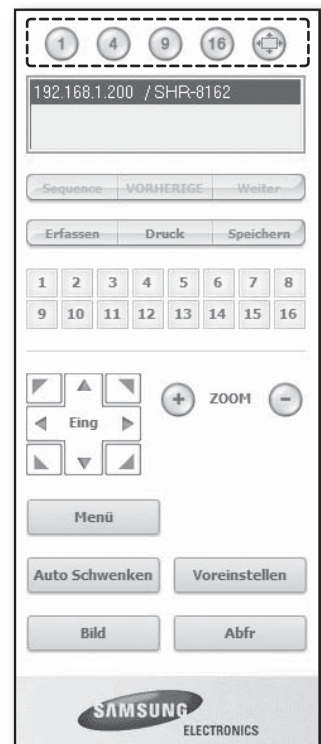 1 4 9 16
192.168.1.200 / SHR-8162
Sequence VORHERIGE Weiter
Erfassen Druck Speichern
1 2 3 4 5 6 7 8
9 10 11 12 13 14 15 16
Eing + ZOOM -
Menü
Auto Schwenken Voreinstellen
Bild Abfr
SAMSUNG
ELECTRONICS